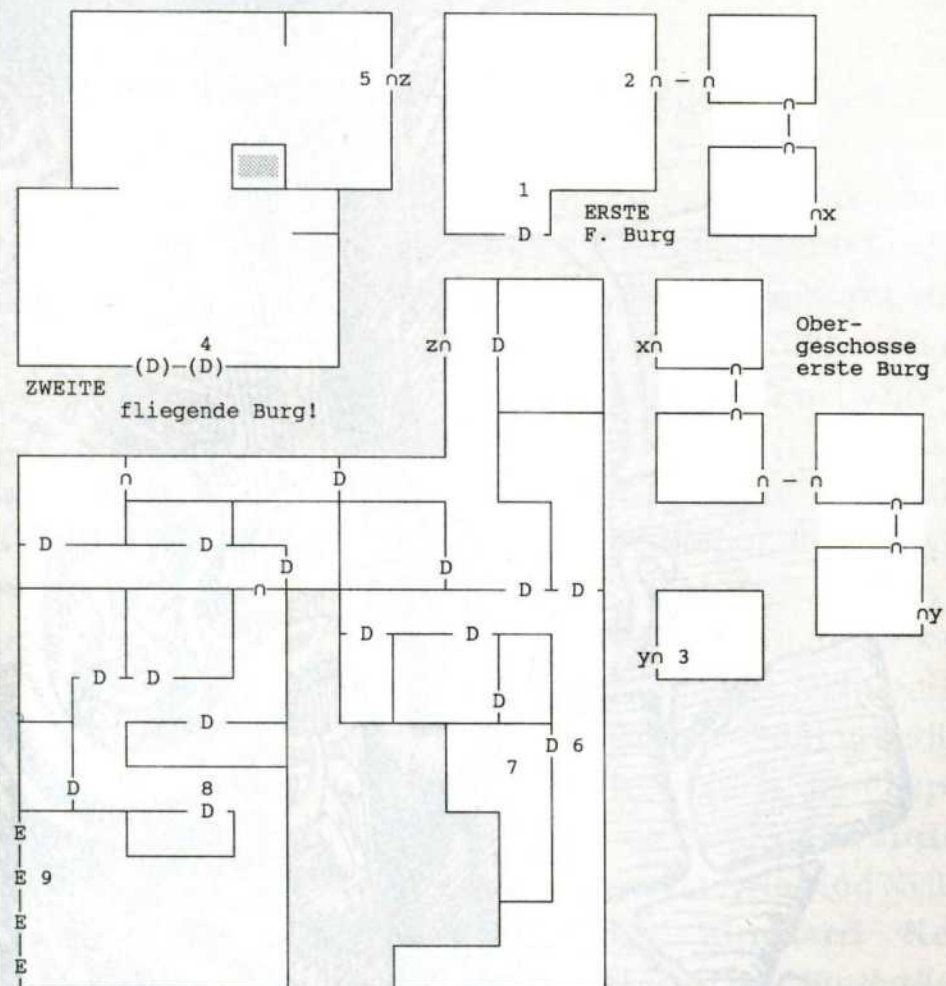 5 ∩z
2 ∩ – ∩
∩
|
∩
1
ERSTE
F. Burg
D
∩x
4
(D)–(D)
ZWEITE
fliegende Burg!
z∩ D
x∩
Ober-
geschosse
erste Burg
∩
|
∩
∩ D
∩ – ∩
∩
|
∩
D D
D D
∩ D D
∩y
D D
y∩ 3
D D
D
D
D 6
7
D 8
D
E
E 9
E
E